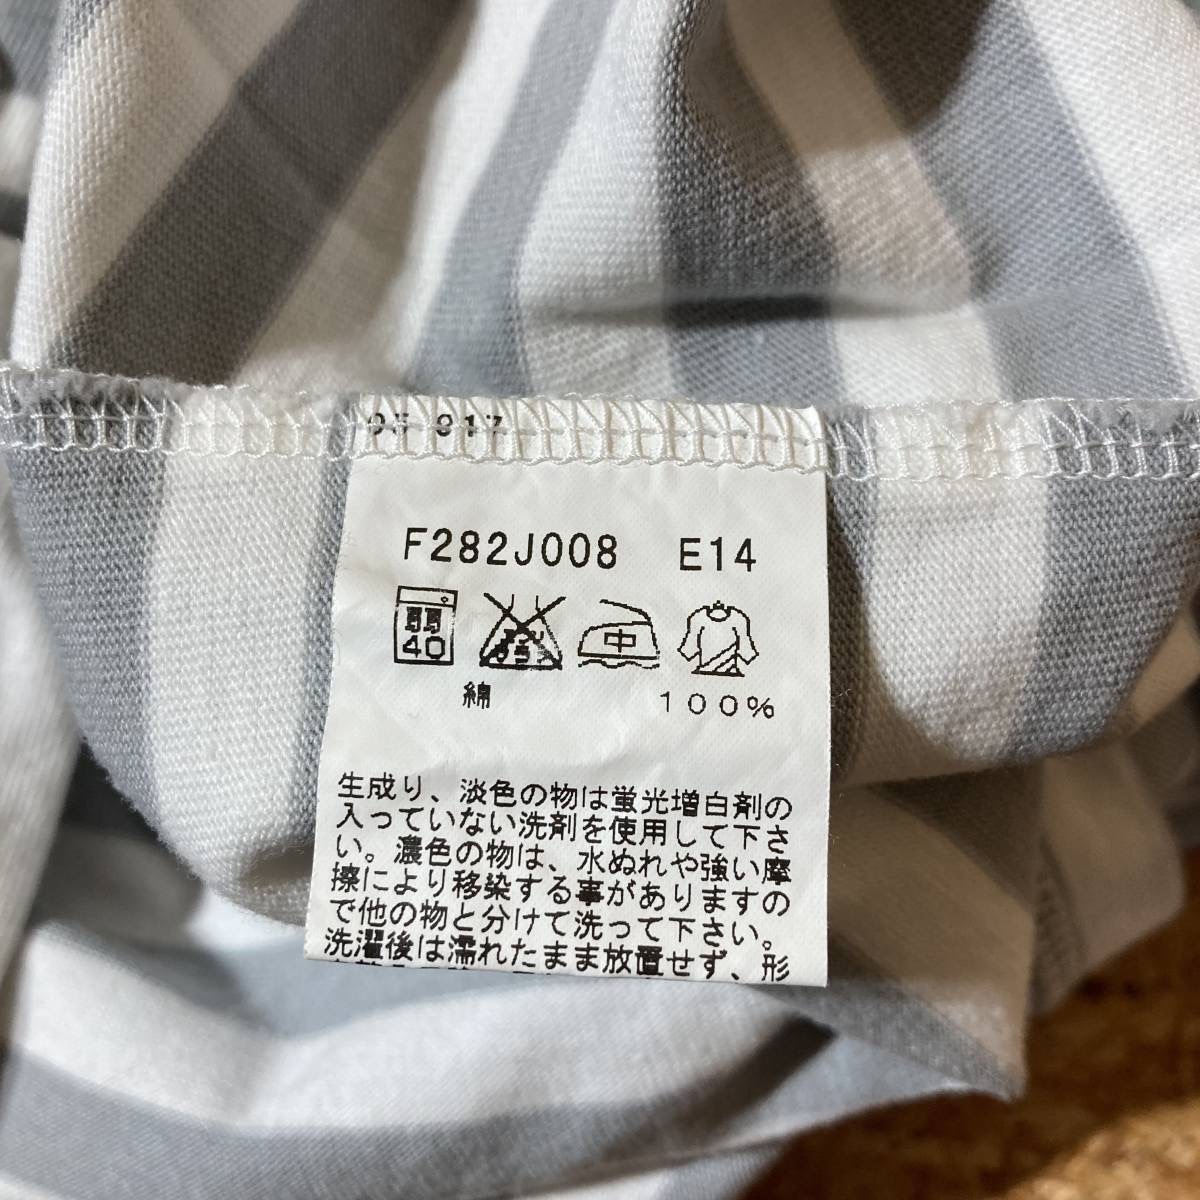 F282J008 E14
弱
40
中
綿 100%
生成り、淡色の物は蛍光増白剤の
入っていない洗剤を使用して下さ
い。濃色の物は、水ぬれや強い摩
擦により移染する事がありますの
で他の物と分けて洗って下さい。
洗濯後は濡れたまま放置せず、形